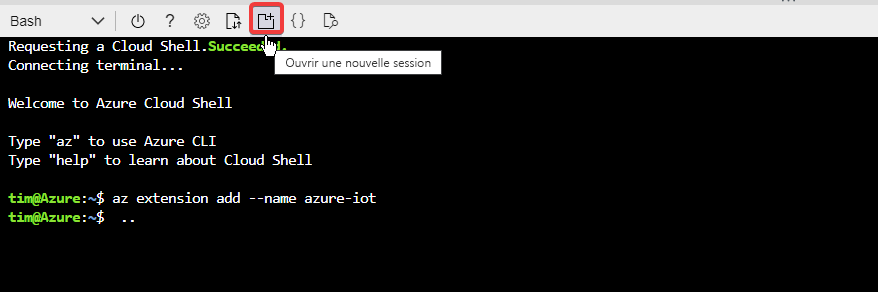 Bash
Requesting a Cloud Shell.Succeeded.
Ouvrir une nouvelle session
Connecting terminal...
Welcome to Azure Cloud Shell
Type "az" to use Azure CLI
Type "help" to learn about Cloud Shell
tim@Azure:~$ az extension add --name azure-iot
tim@Azure:~$  ..